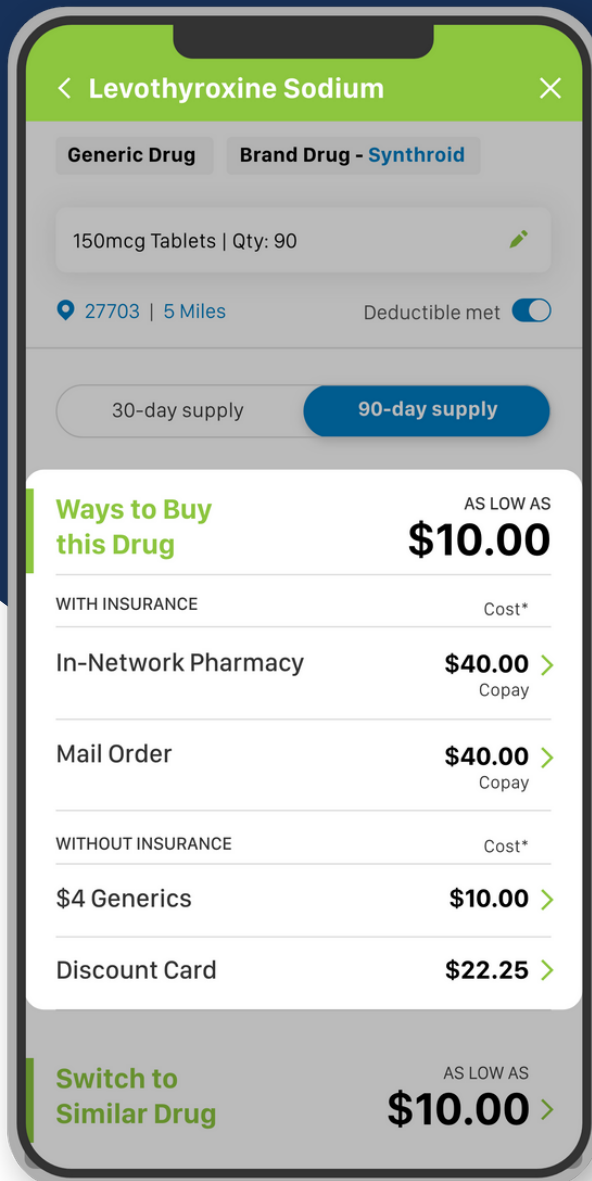 Levothyroxine Sodium
Generic Drug
Brand Drug - Synthroid
150mcg Tablets | Qty: 90
27703 | 5 Miles
Deductible met
30-day supply
90-day supply
Ways to Buy
this Drug
AS LOW AS
$10.00
WITH INSURANCE
Cost*
In-Network Pharmacy
$40.00
Copay
Mail Order
$40.00
Copay
WITHOUT INSURANCE
Cost*
$4 Generics
$10.00
Discount Card
$22.25
Switch to
Similar Drug
AS LOW AS
$10.00